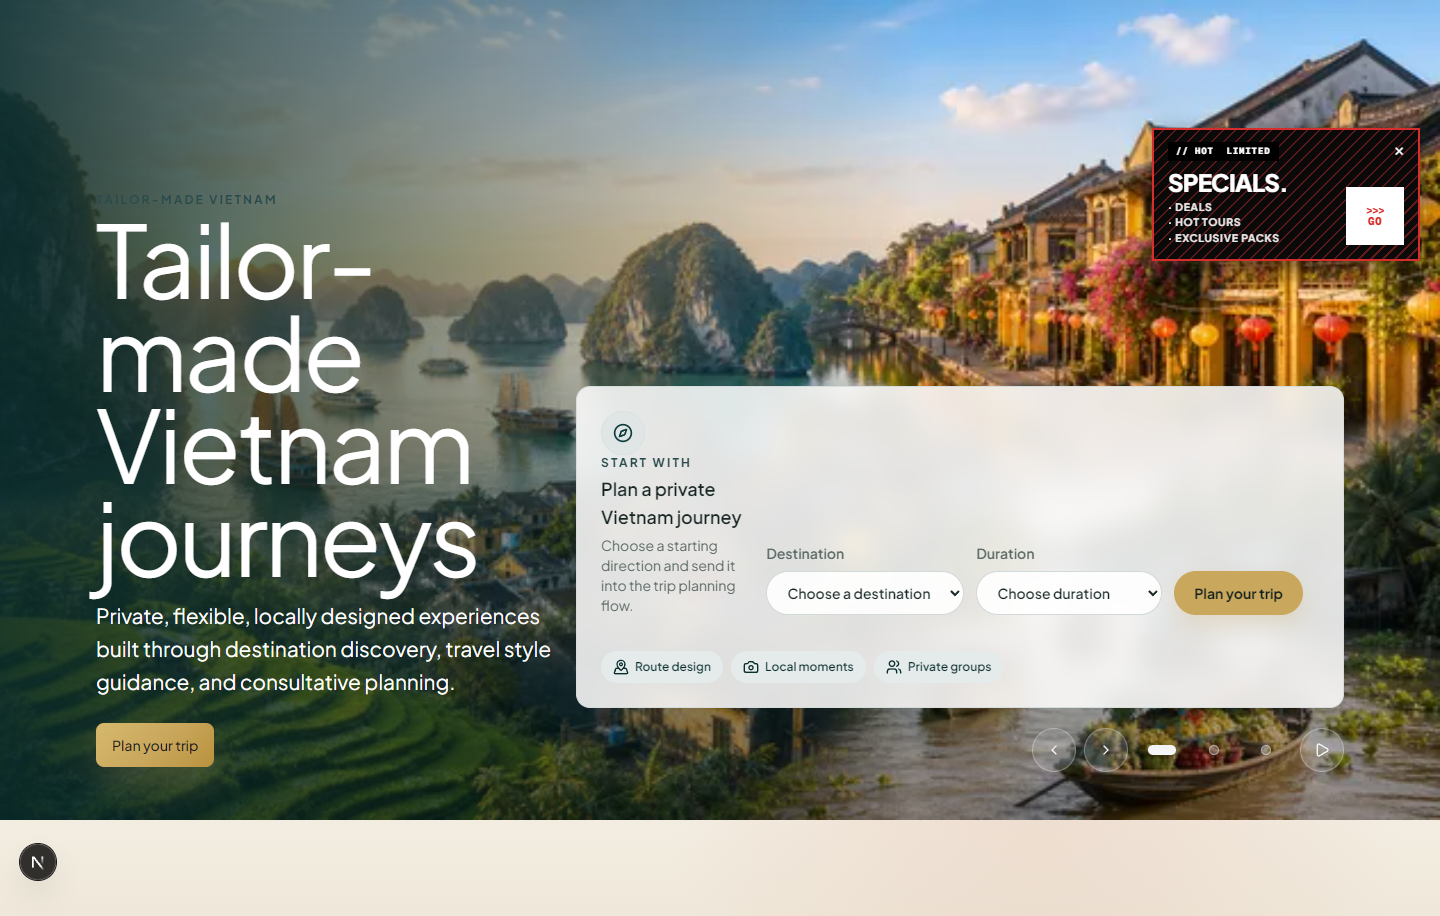 TAILOR-MADE VIETNAM
Tailor-
made
Vietnam
journeys
Private, flexible, locally designed experiences
built through destination discovery, travel style
guidance, and consultative planning.
Plan your trip
// HOT LIMITED
×
SPECIALS.
· DEALS
· HOT TOURS
· EXCLUSIVE PACKS
>>>
GO
START WITH
Plan a private
Vietnam journey
Choose a starting
direction and send it
into the trip planning
flow.
Destination
Choose a destination
Duration
Choose duration
Plan your trip
Route design
Local moments
Private groups
N